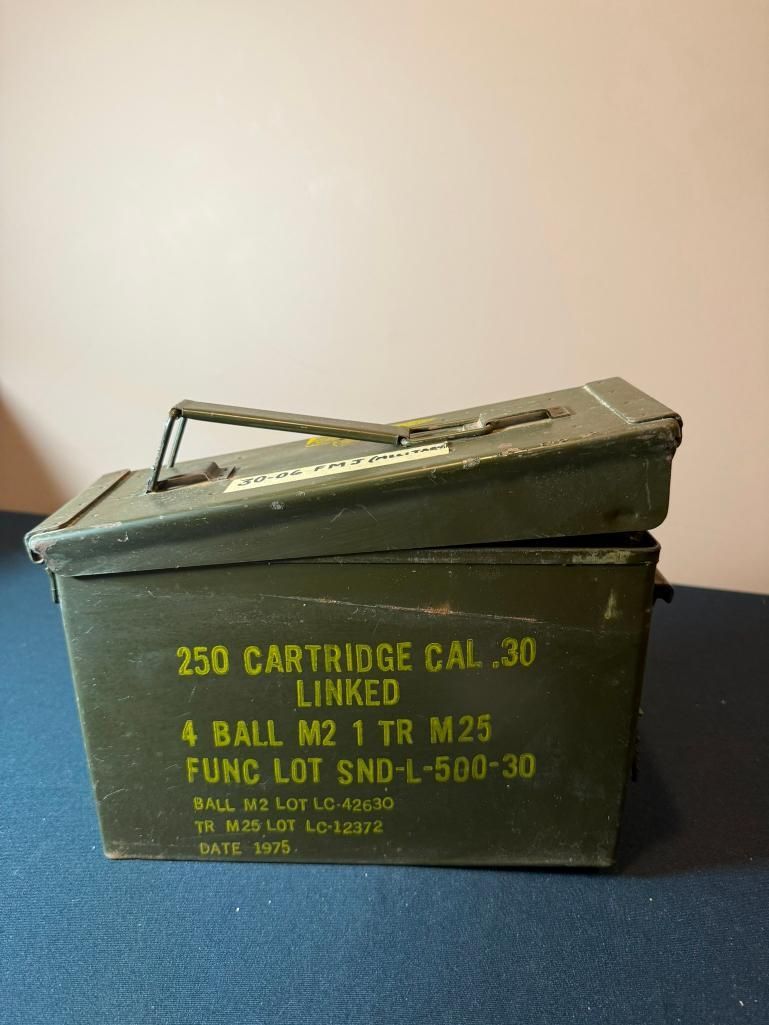 30-06 FMJ (MILITARY)
250 CARTRIDGE CAL .30
LINKED
4 BALL M2 1 TR M25
FUNC LOT SND-L-500-30
BALL M2 LOT LC-42630
TR M25 LOT LC-12372
DATE 1975